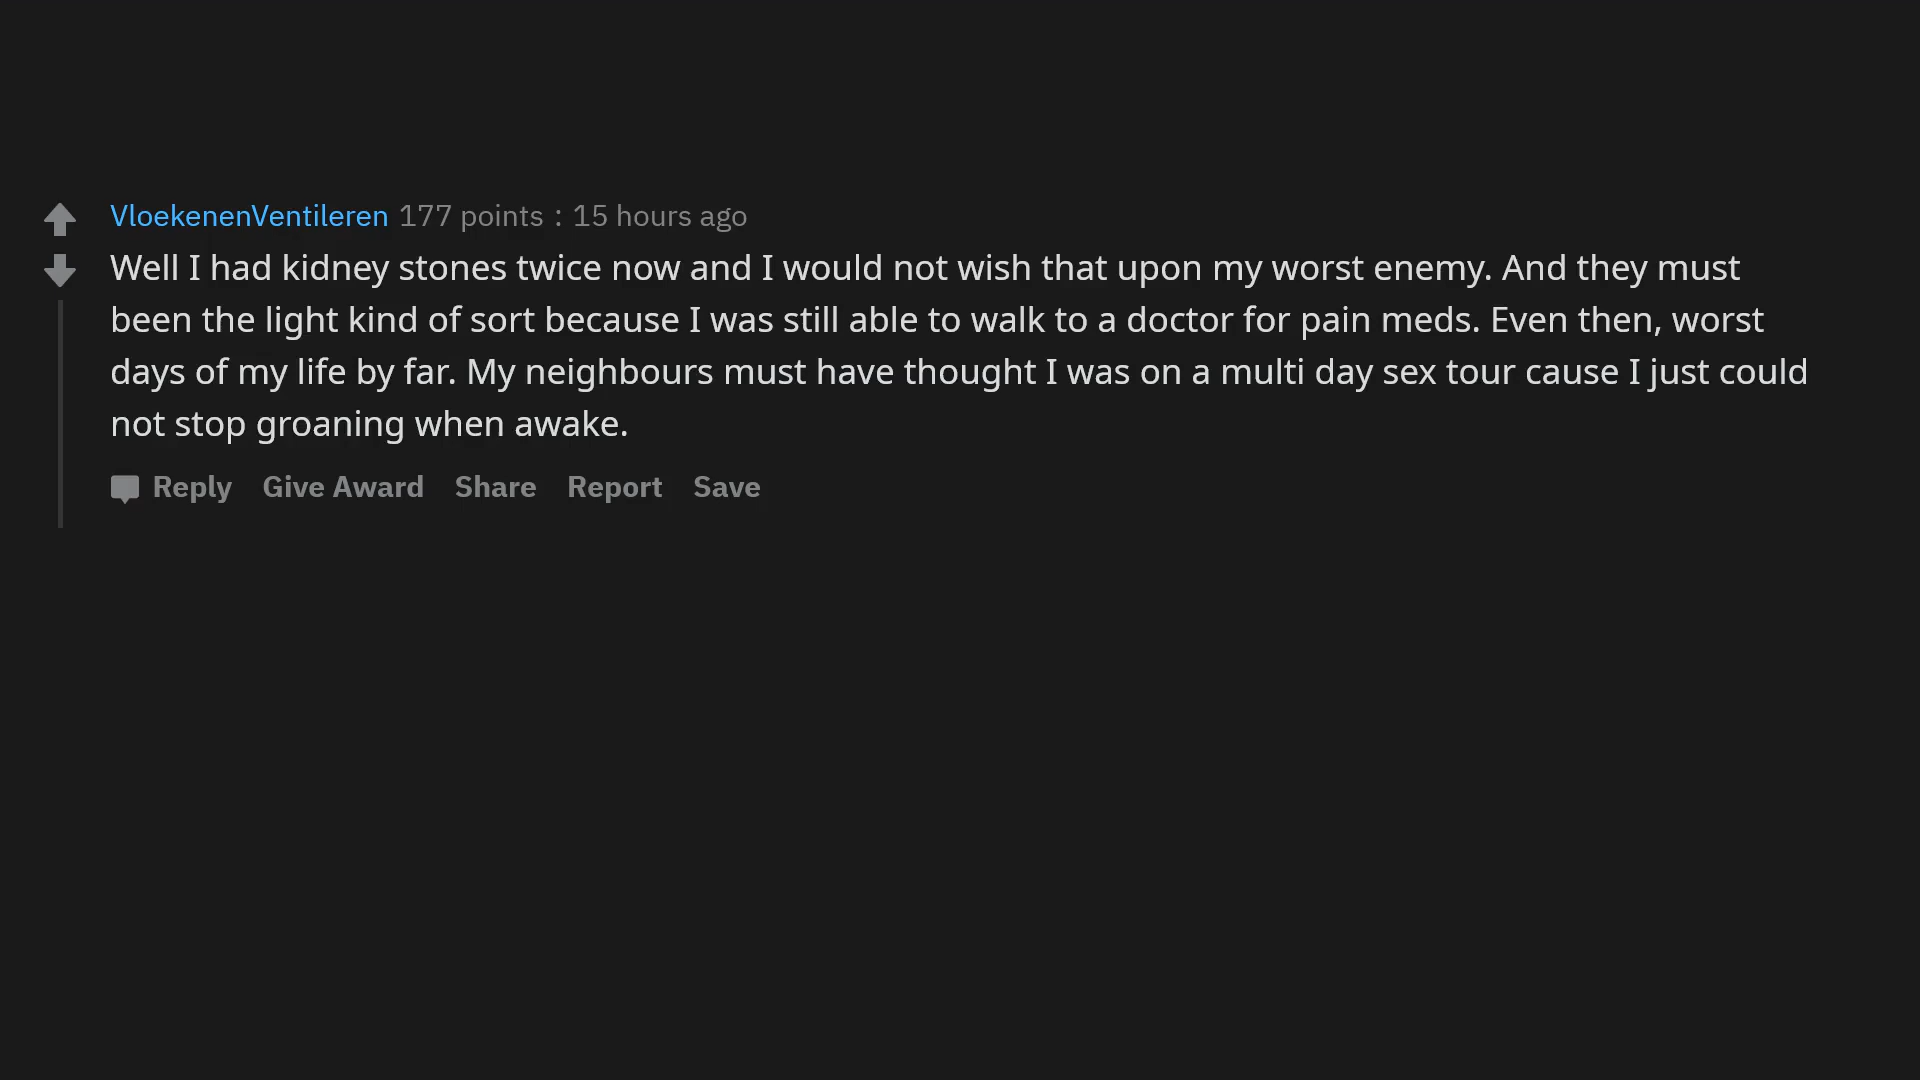 VloekenenVentileren 177 points : 15 hours ago
Well I had kidney stones twice now and I would not wish that upon my worst enemy. And they must
been the light kind of sort because I was still able to walk to a doctor for pain meds. Even then, worst
days of my life by far. My neighbours must have thought I was on a multi day sex tour cause I just could
not stop groaning when awake.
Reply Give Award Share Report Save